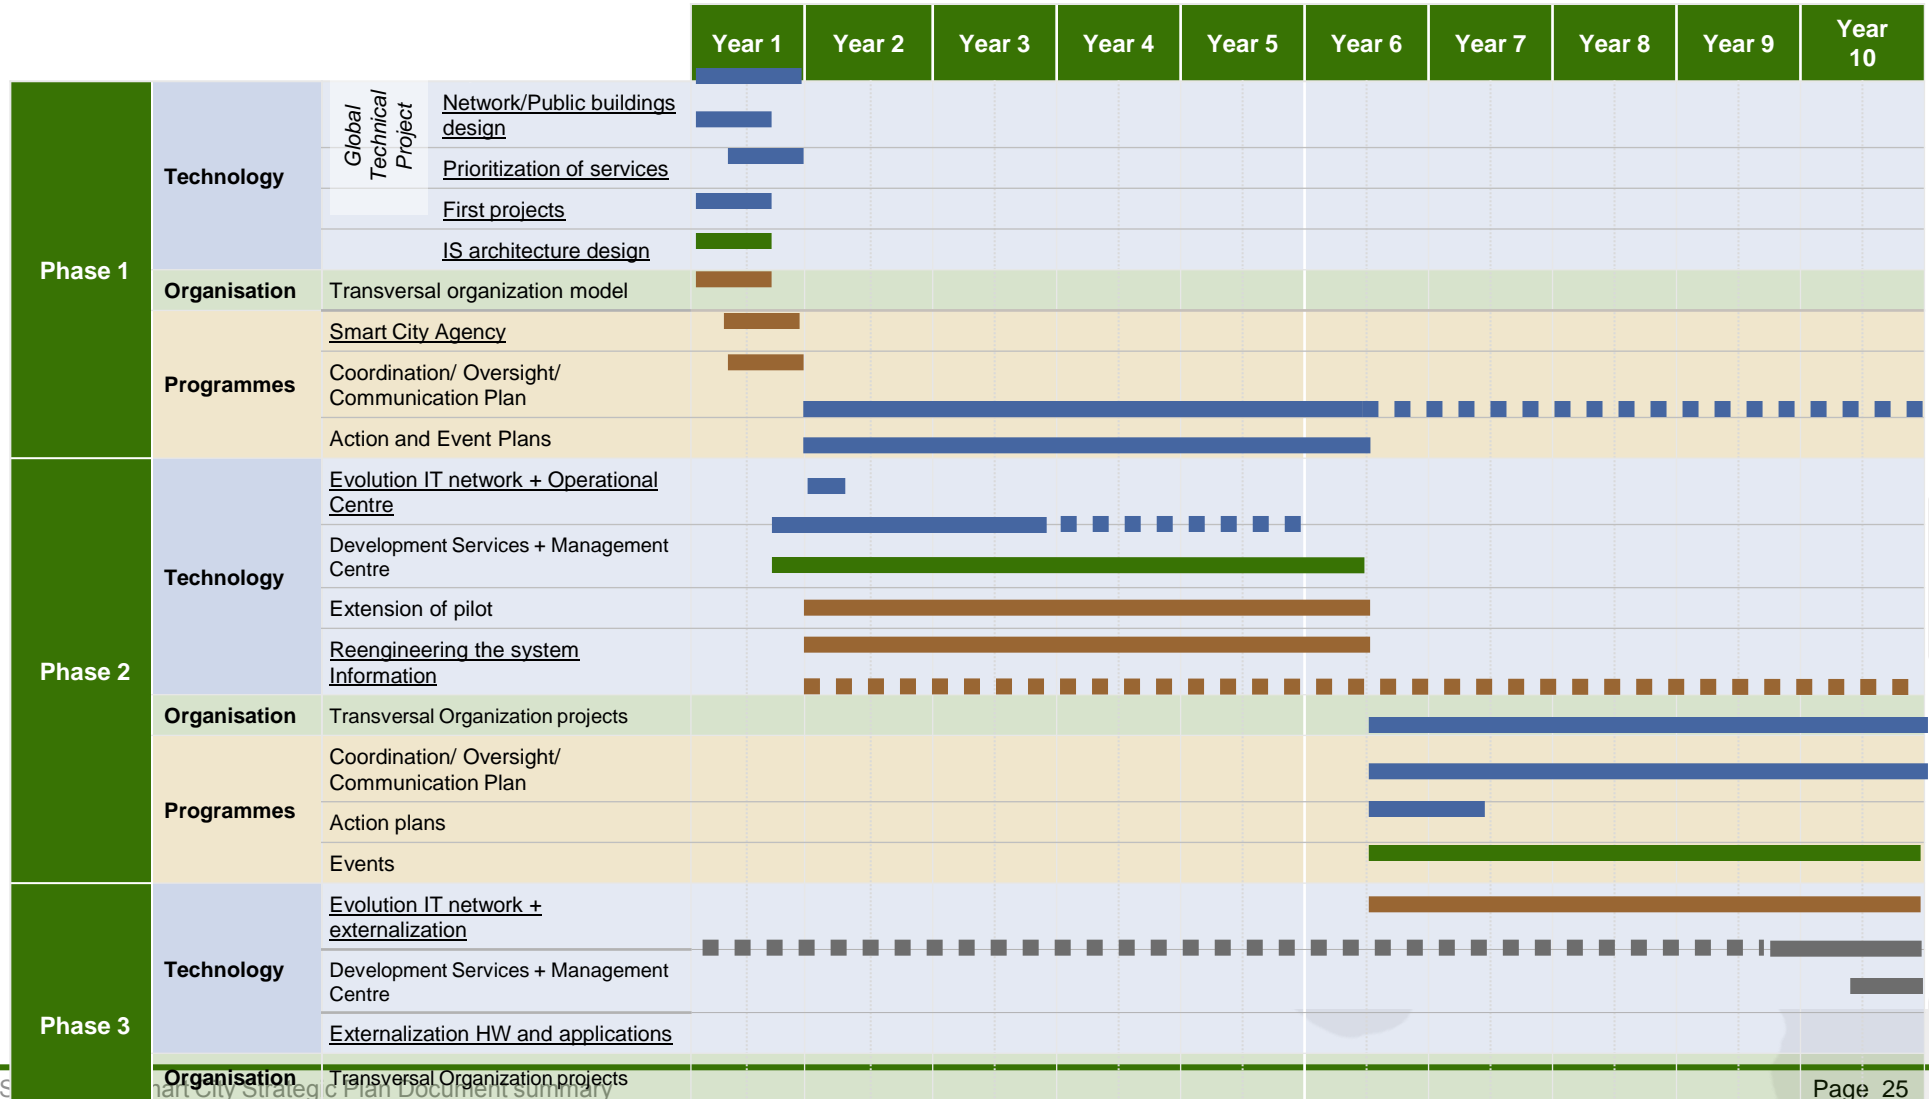 Year 1 Year 2 Year 3 Year 4 Year 5 Year 6 Year 7 Year 8 Year 9 Year
10
Phase 1
Technology
Global
Technical
Project
Network/Public buildings
design
Prioritization of services
First projects
IS architecture design
Organisation
Transversal organization model
Programmes
Smart City Agency
Coordination/ Oversight/
Communication Plan
Action and Event Plans
Phase 2
Technology
Evolution IT network + Operational
Centre
Development Services + Management
Centre
Extension of pilot
Reengineering the system
Information
Organisation
Transversal Organization projects
Programmes
Coordination/ Oversight/
Communication Plan
Action plans
Events
Phase 3
Technology
Evolution IT network +
externalization
Development Services + Management
Centre
Externalization HW and applications
Organisation
Transversal Organization projects
City Strategic Plan Document summary
Page 25